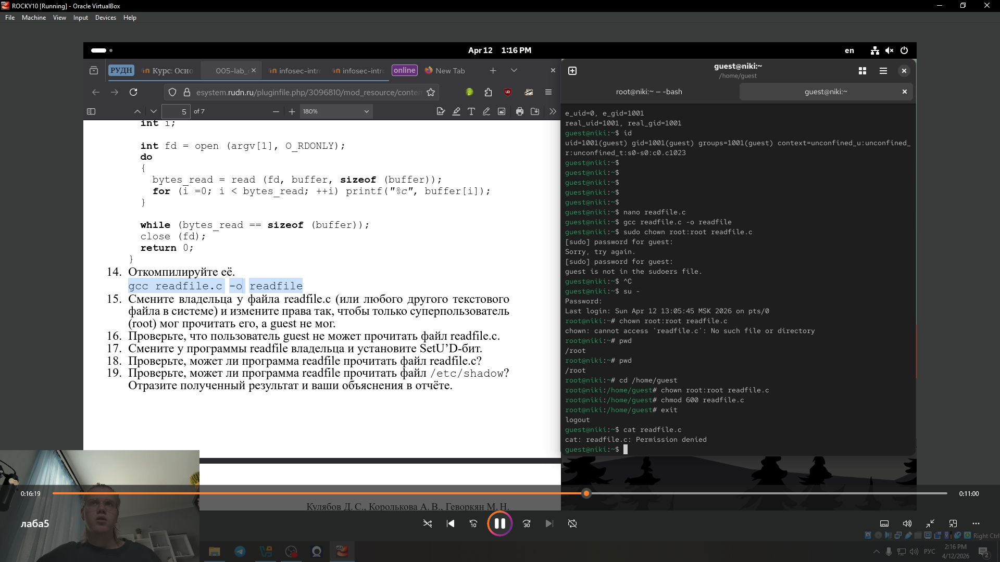 ROCKY10 [Running] - Oracle VirtualBox
File Machine View Input Devices Help
Apr 12 1:16 PM
en
РУДН
Курс: Осно
005-lab_
infosec-intr
infosec-intr
online
New Tab
esystem.rudn.ru/pluginfile.php/3096810/mod_resource/conten
5 of 7
180%
int i;
int fd = open (argv[1], O_RDONLY);
do
{
bytes_read = read (fd, buffer, sizeof (buffer));
for (i =0; i < bytes_read; ++i) printf("%c", buffer[i]);
}
while (bytes_read == sizeof (buffer));
close (fd);
return 0;
}
14. Откомпилируйте её.
gcc readfile.c -o readfile
15. Смените владельца у файла readfile.c (или любого другого текстового
файла в системе) и измените права так, чтобы только суперпользователь
(root) мог прочитать его, a guest не мог.
16. Проверьте, что пользователь guest не может прочитать файл readfile.c.
17. Смените у программы readfile владельца и установите SetU’D-бит.
18. Проверьте, может ли программа readfile прочитать файл readfile.c?
19. Проверьте, может ли программа readfile прочитать файл /etc/shadow?
Отразите полученный результат и ваши объяснения в отчёте.
Кулябов Д. С., Королькова А. В., Геворкян М. Н.
guest@niki:~
/home/guest
root@niki:~ — -bash
guest@niki:~
e_uid=0, e_gid=1001
real_uid=1001, real_gid=1001
guest@niki:~$ id
uid=1001(guest) gid=1001(guest) groups=1001(guest) context=unconfined_u:unconfined_
r:unconfined_t:s0-s0:c0.c1023
guest@niki:~$
guest@niki:~$
guest@niki:~$
guest@niki:~$
guest@niki:~$
guest@niki:~$ nano readfile.c
guest@niki:~$ gcc readfile.c -o readfile
guest@niki:~$ sudo chown root:root readfile.c
[sudo] password for guest:
Sorry, try again.
[sudo] password for guest:
guest is not in the sudoers file.
guest@niki:~$ ^C
guest@niki:~$ su -
Password:
Last login: Sun Apr 12 13:05:45 MSK 2026 on pts/0
root@niki:~# chown root:root readfile.c
chown: cannot access 'readfile.c': No such file or directory
root@niki:~# pwd
/root
root@niki:~# pwd
/root
root@niki:~# cd /home/guest
root@niki:/home/guest# chown root:root readfile.c
root@niki:/home/guest# chmod 600 readfile.c
root@niki:/home/guest# exit
logout
guest@niki:~$ cat readfile.c
cat: readfile.c: Permission denied
guest@niki:~$
0:16:19
0:11:00
лаба5
10
30
Right Ctrl
РУС
2:16 PM
4/12/2026
2